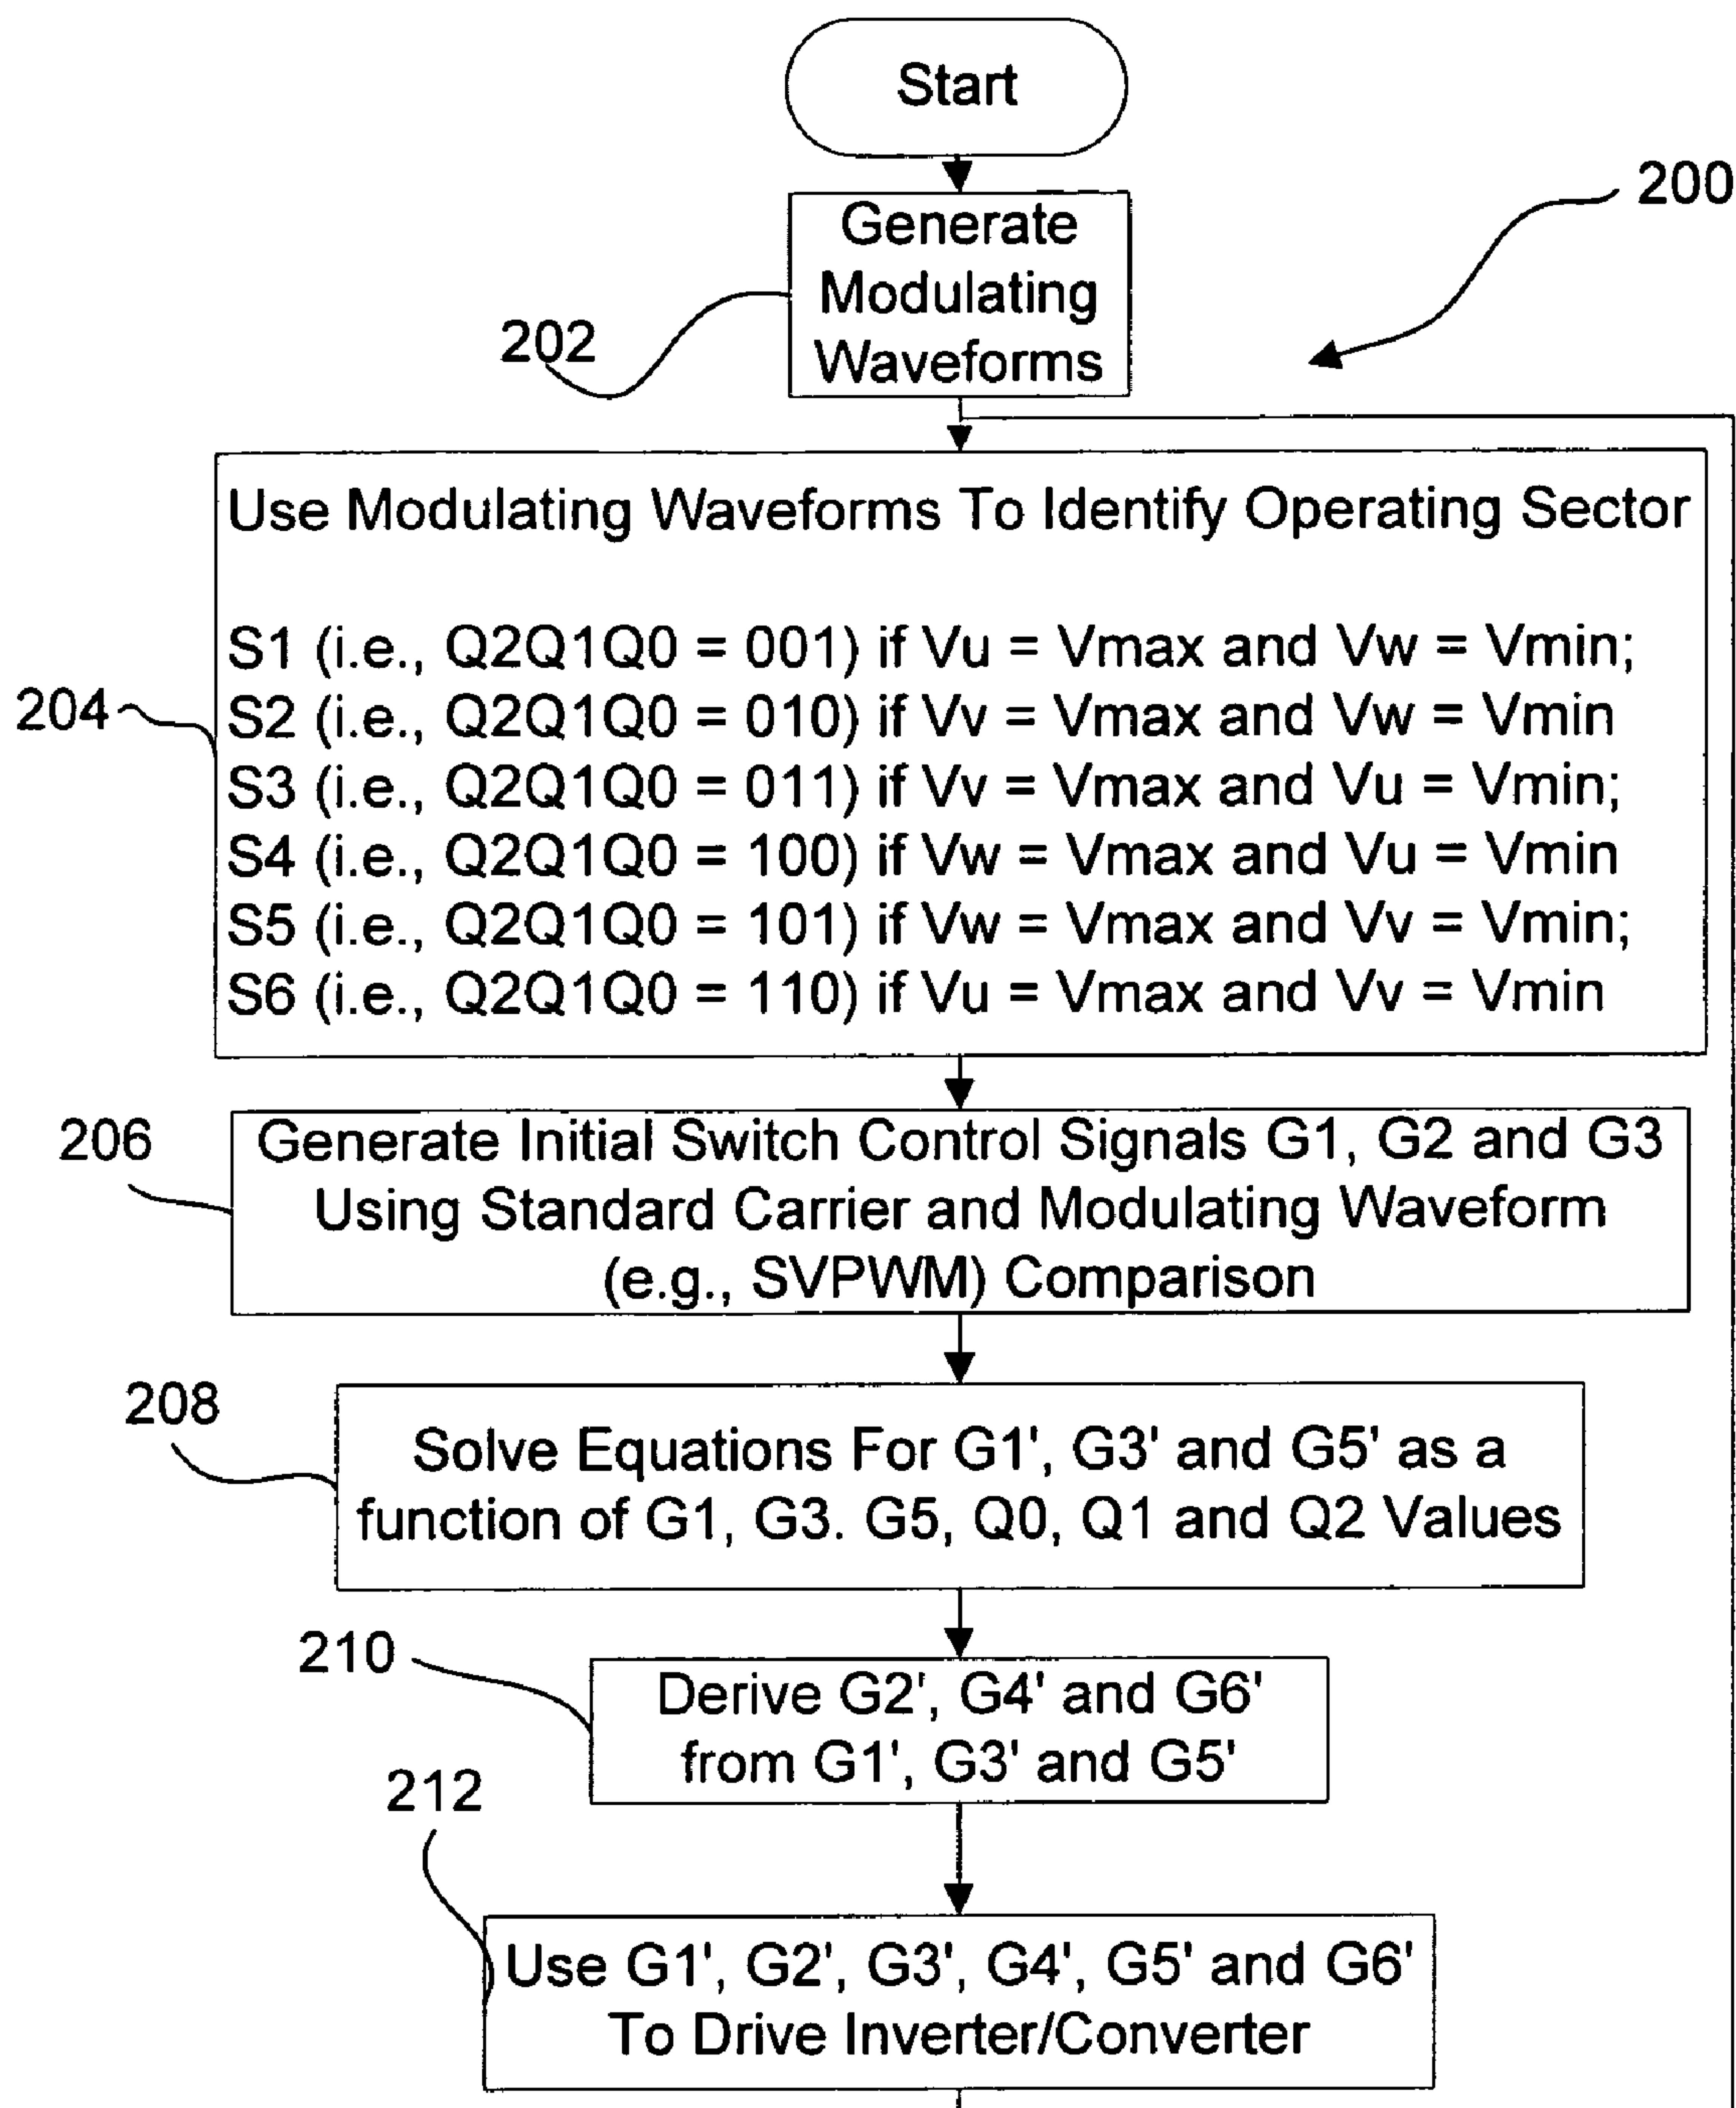 Start
200
Generate
Modulating
Waveforms
202
Use Modulating Waveforms To Identify Operating Sector
S1 (i.e., Q2Q1Q0 = 001) if Vu = Vmax and Vw = Vmin;
S2 (i.e., Q2Q1Q0 = 010) if Vv = Vmax and Vw = Vmin
S3 (i.e., Q2Q1Q0 = 011) if Vv = Vmax and Vu = Vmin;
S4 (i.e., Q2Q1Q0 = 100) if Vw = Vmax and Vu = Vmin
S5 (i.e., Q2Q1Q0 = 101) if Vw = Vmax and Vv = Vmin;
S6 (i.e., Q2Q1Q0 = 110) if Vu = Vmax and Vv = Vmin
204
206
Generate Initial Switch Control Signals G1, G2 and G3
Using Standard Carrier and Modulating Waveform
(e.g., SVPWM) Comparison
208
Solve Equations For G1', G3' and G5' as a
function of G1, G3. G5, Q0, Q1 and Q2 Values
210
Derive G2', G4' and G6'
from G1', G3' and G5'
212
Use G1', G2', G3', G4', G5' and G6'
To Drive Inverter/Converter